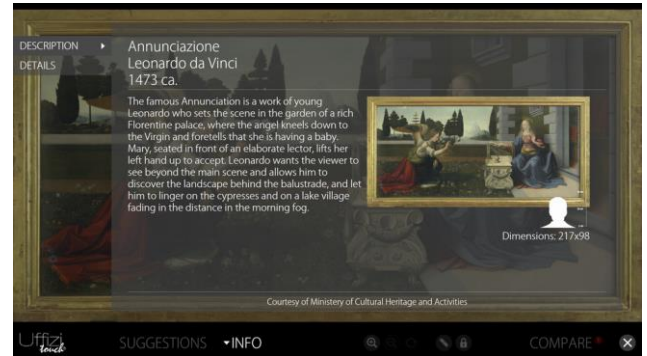 DESCRIPTION
DETAILS
Annunciazione
Leonardo da Vinci
1473 ca.
The famous Annunciation is a work of young
Leonardo who sets the scene in the garden of a rich
Florentine palace, where the angel kneels down to
the Virgin and foretells that she is having a baby.
Mary, seated in front of an elaborate lector, lifts her
left hand up to accept. Leonardo wants the viewer to
see beyond the main scene and allows him to
discover the landscape behind the balustrade, and let
him to linger on the cypresses and on a lake village
fading in the distance in the morning fog.
Dimensions: 217x98
Courtesy of Ministery of Cultural Heritage and Activities
Uffizi
touch
SUGGESTIONS
INFO
COMPARE